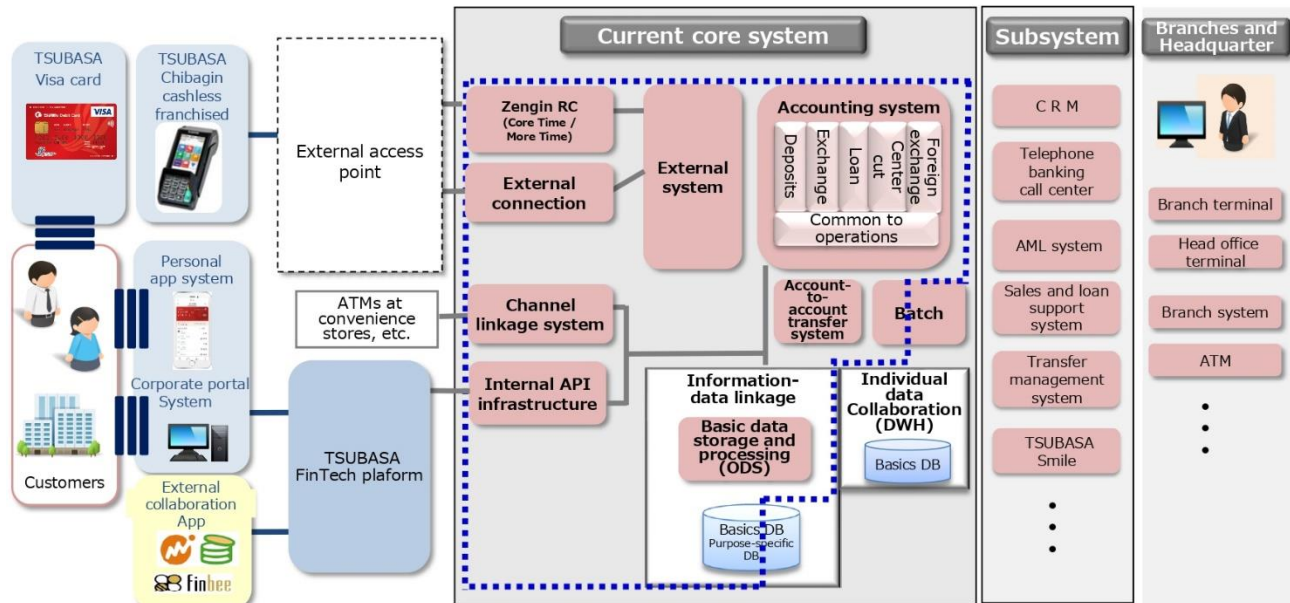 TSUBASA
Visa card
VISA
TSUBASA
Chibagin
cashless
franchised
Customers
Personal
app system
Corporate portal
System
External
collaboration
App
Finbee
External access
point
ATMs at
convenience
stores, etc.
TSUBASA
FinTech plaform
Current core system
Zengin RC
(Core Time /
More Time)
External
connection
External
system
Accounting system
Deposits
Exchange
Loan
Center
cut
Foreign
exchange
Common to
operations
Channel
linkage system
Internal API
infrastructure
Account-
to-
account
transfer
system
Batch
Information-
data linkage
Basic data
storage and
processing
(ODS)
Basics DB
Purpose-specific
DB
Individual
data
Collaboration
(DWH)
Basics DB
Subsystem
C R M
Telephone
banking
call center
AML system
Sales and loan
support
system
Transfer
management
system
TSUBASA
Smile
Branches and
Headquarter
Branch terminal
Head office
terminal
Branch system
ATM